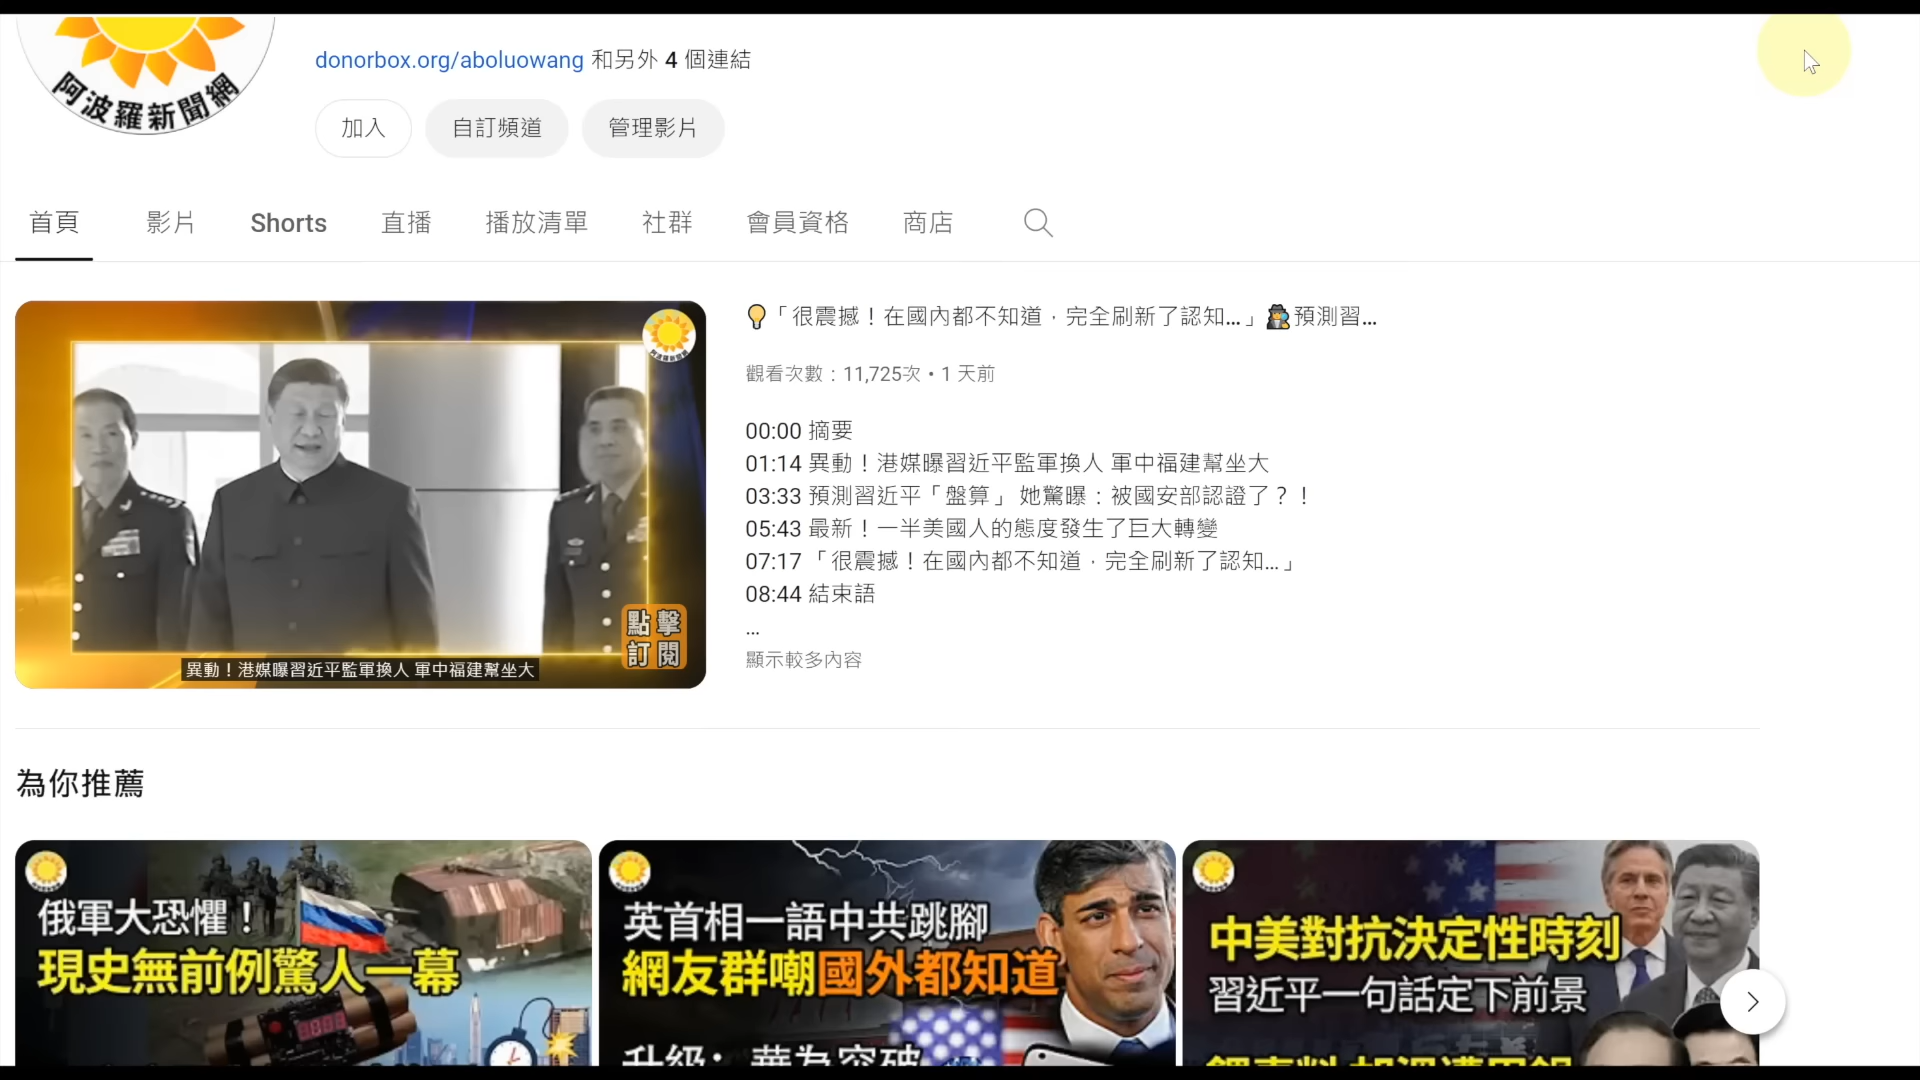 阿波羅新聞網
donorbox.org/aboluowang 和另外 4 個連結
加入
自訂頻道
管理影片
首頁
影片
Shorts
直播
播放清單
社群
會員資格
商店
💡「很震撼！在國內都不知道，完全刷新了認知...」🕵️預測習...
觀看次數：11,725次 • 1 天前
00:00 摘要
01:14 異動！港媒曝習近平監軍換人 軍中福建幫坐大
03:33 預測習近平「盤算」 她驚曝：被國安部認證了？！
05:43 最新！一半美國人的態度發生了巨大轉變
07:17 「很震撼！在國內都不知道，完全刷新了認知...」
08:44 結束語
...
顯示較多內容
阿波羅新聞網
點擊
訂閱
異動！港媒曝習近平監軍換人 軍中福建幫坐大
為你推薦
俄軍大恐懼！
現史無前例驚人一幕
英首相一語中共跳腳
網友群嘲國外都知道
升級：華為突破
中美對抗決定性時刻
習近平一句話定下前景